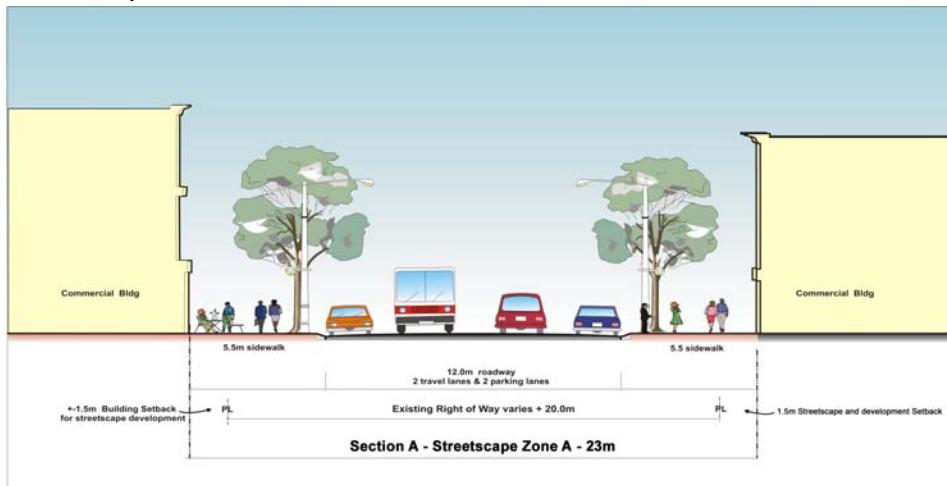 Commercial Bldg
Commercial Bldg
5.5m sidewalk
5.5 sidewalk
12.0m roadway
2 travel lanes & 2 parking lanes
+-1.5m Building Setback
for streetscape development
PL
Existing Right of Way varies + 20.0m
PL
1.5m Streetscape and development Setback
Section A - Streetscape Zone A - 23m